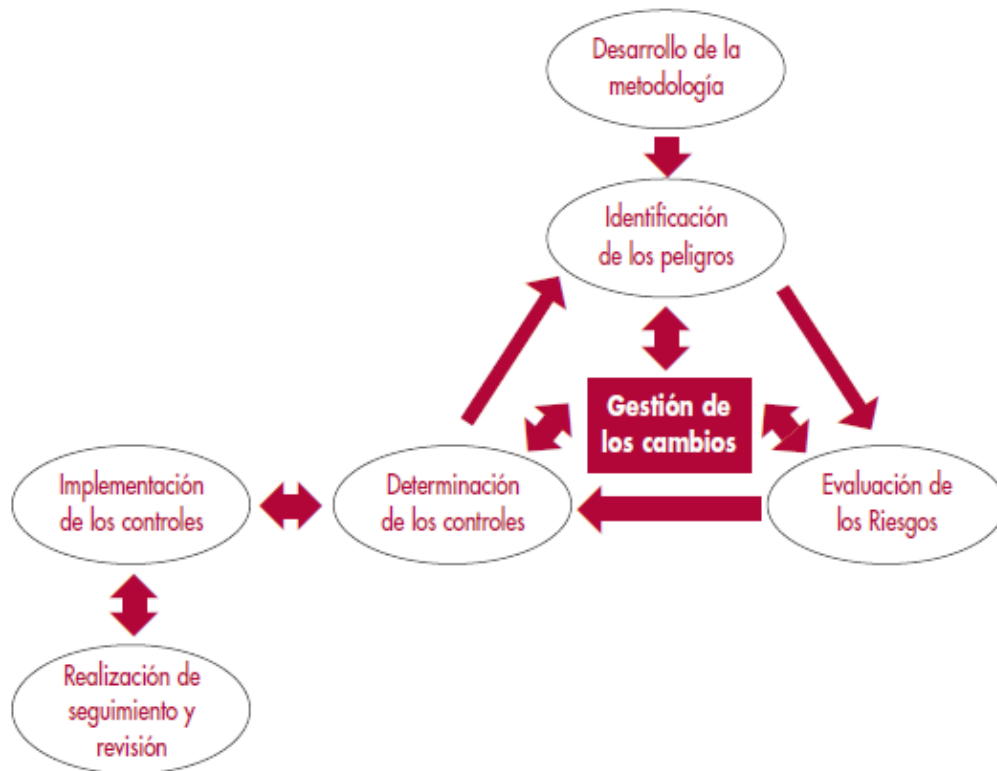 Desarrollo de la
metodología
Identificación
de los peligros
Gestión de
los cambios
Implementación
de los controles
Determinación
de los controles
Evaluación de
los Riesgos
Realización de
seguimiento y
revisión